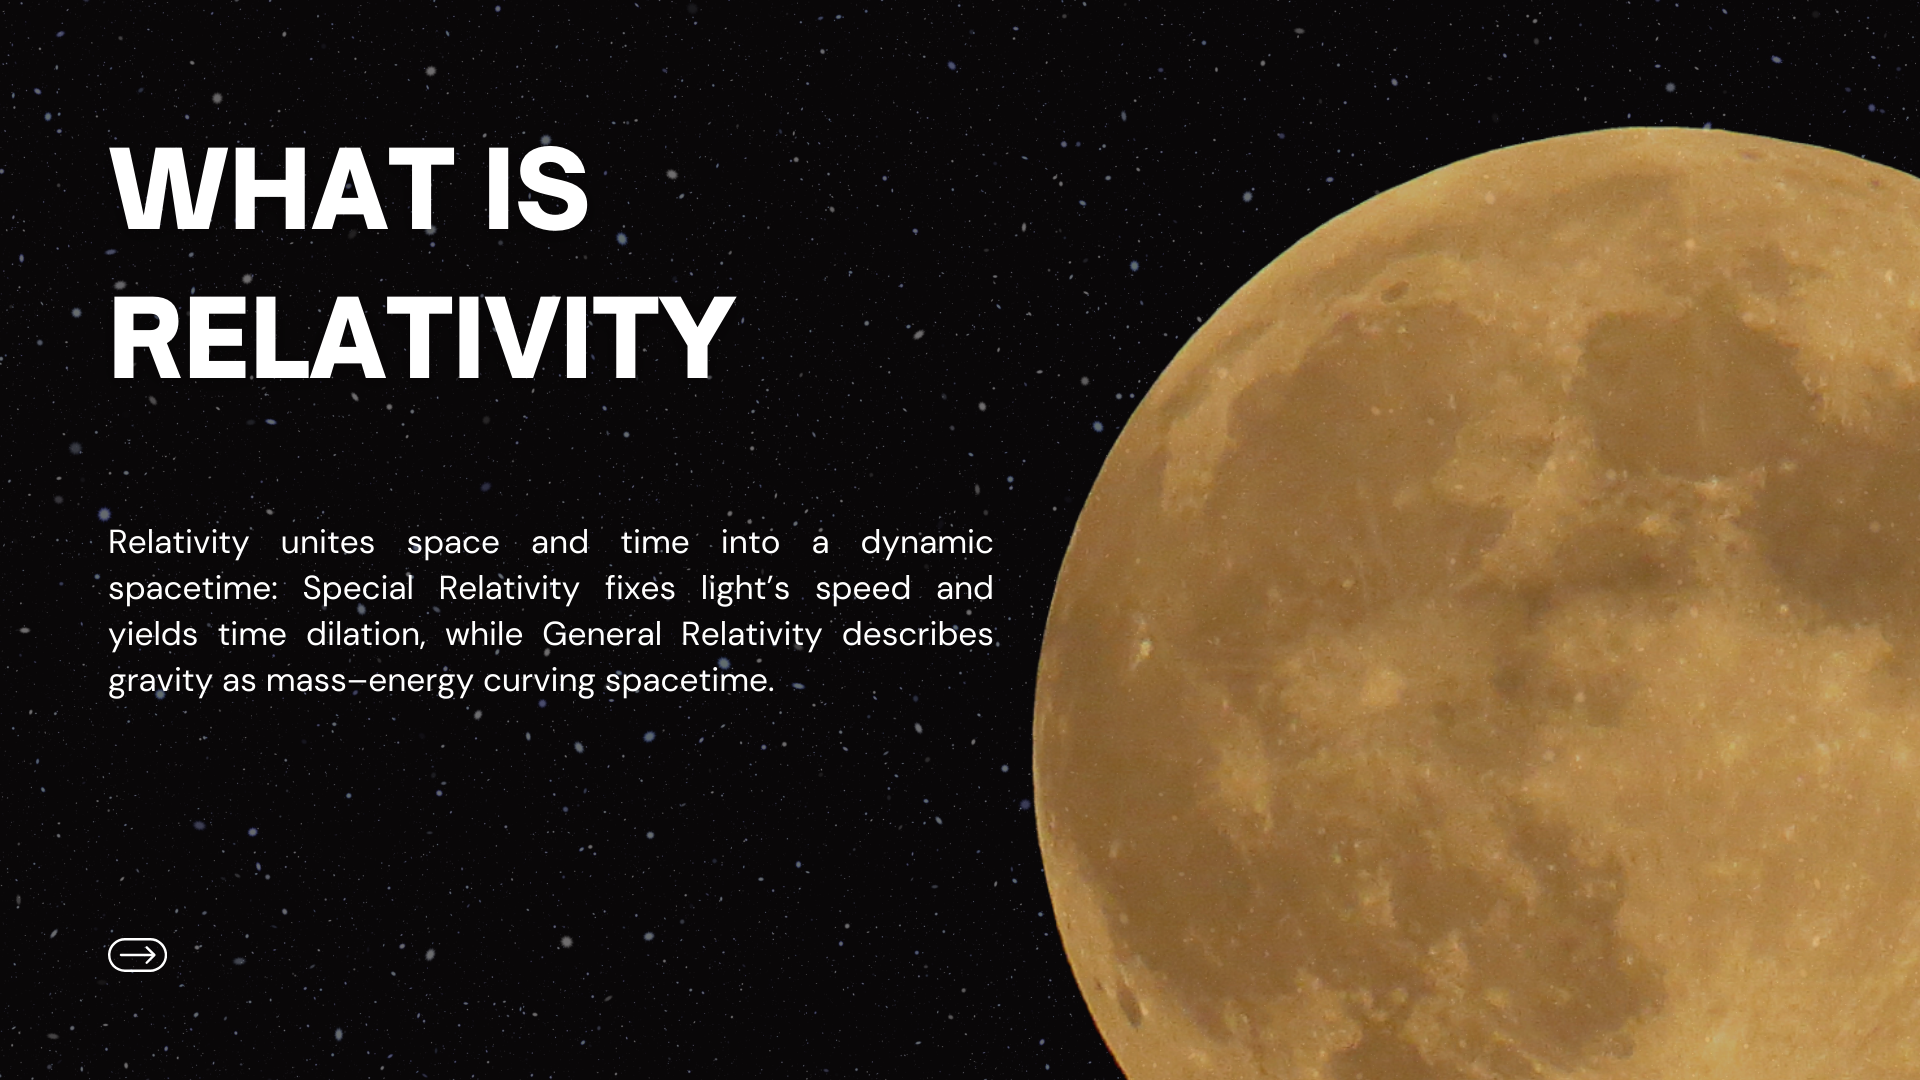 WHAT IS
RELATIVITY
Relativity unites space and time into a dynamic
spacetime: Special Relativity fixes light’s speed and
yields time dilation, while General Relativity describes
gravity as mass–energy curving spacetime.